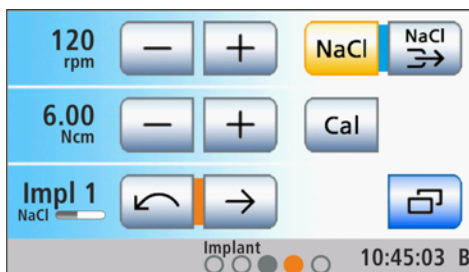 120
rpm
− +
NaCl
NaCl
6.00
Ncm
− +
Cal
Impl 1
NaCl
Implant
10:45:03 B